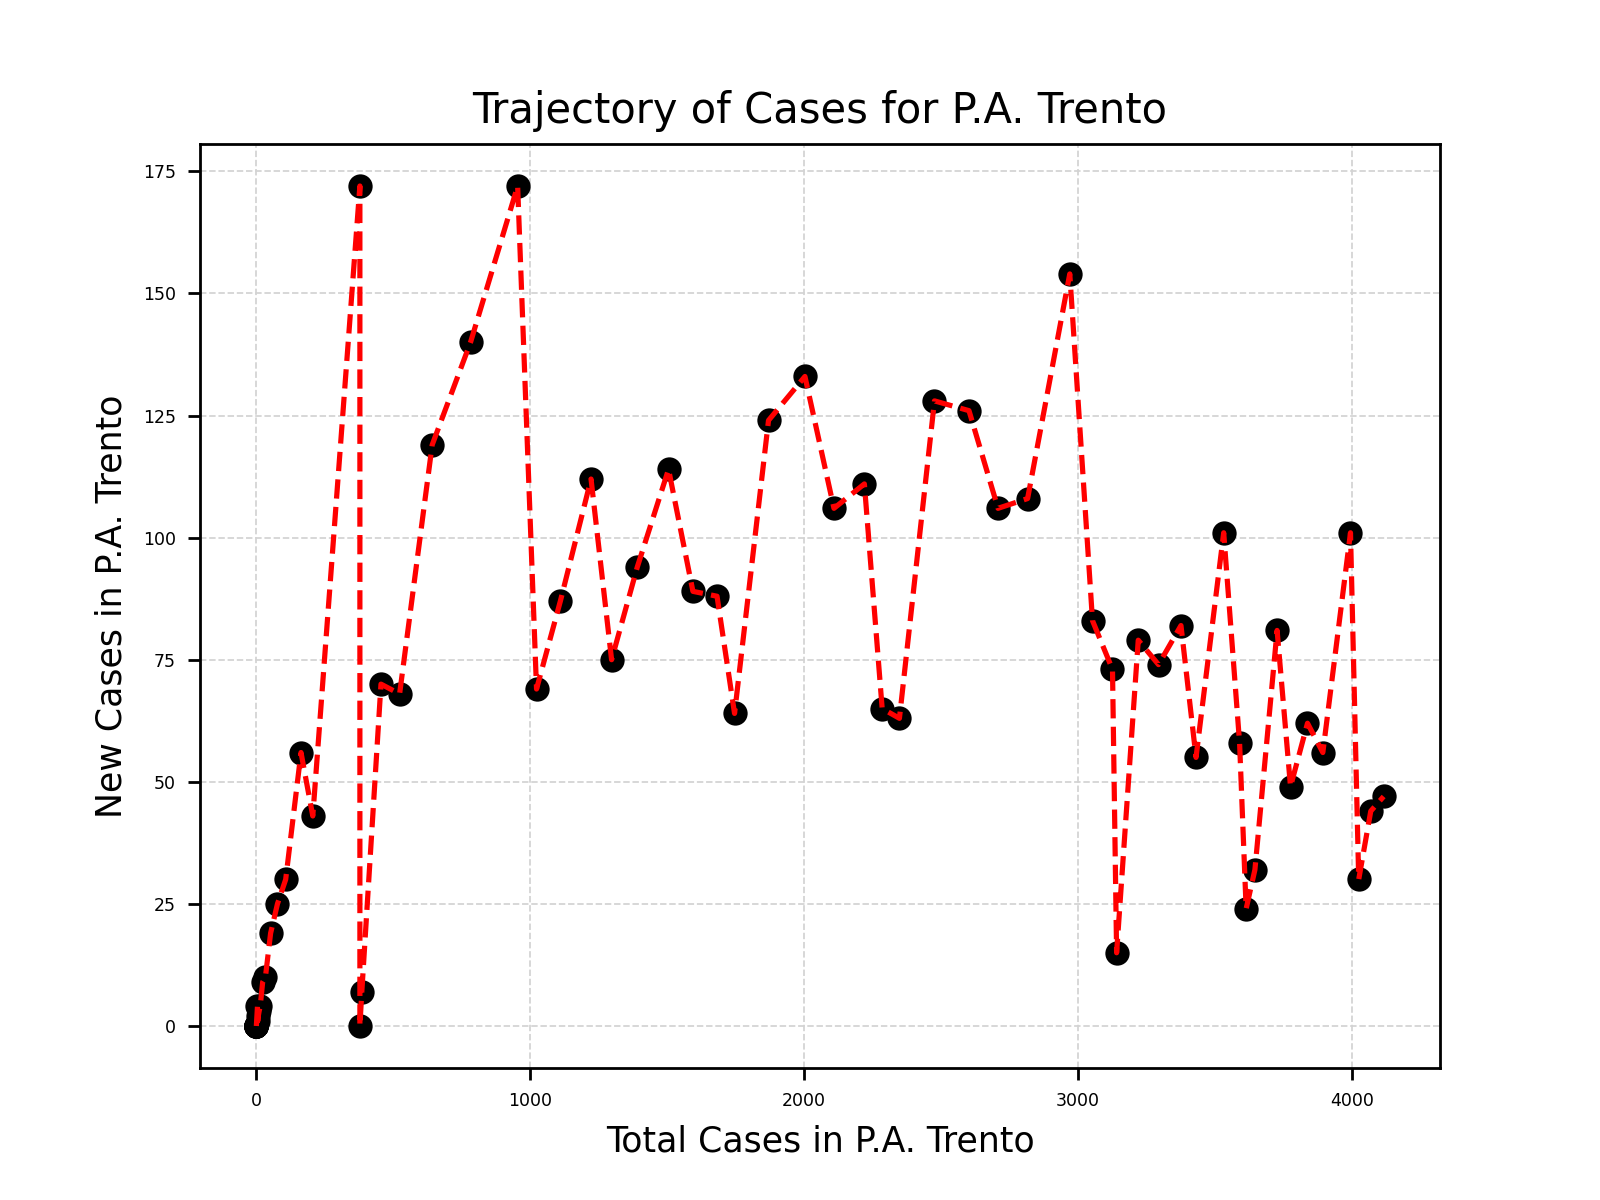 Trajectory of Cases for P.A. Trento
175
150
125
100
75
50
25
0
New Cases in P.A. Trento
0 1000 2000 3000 4000
Total Cases in P.A. Trento